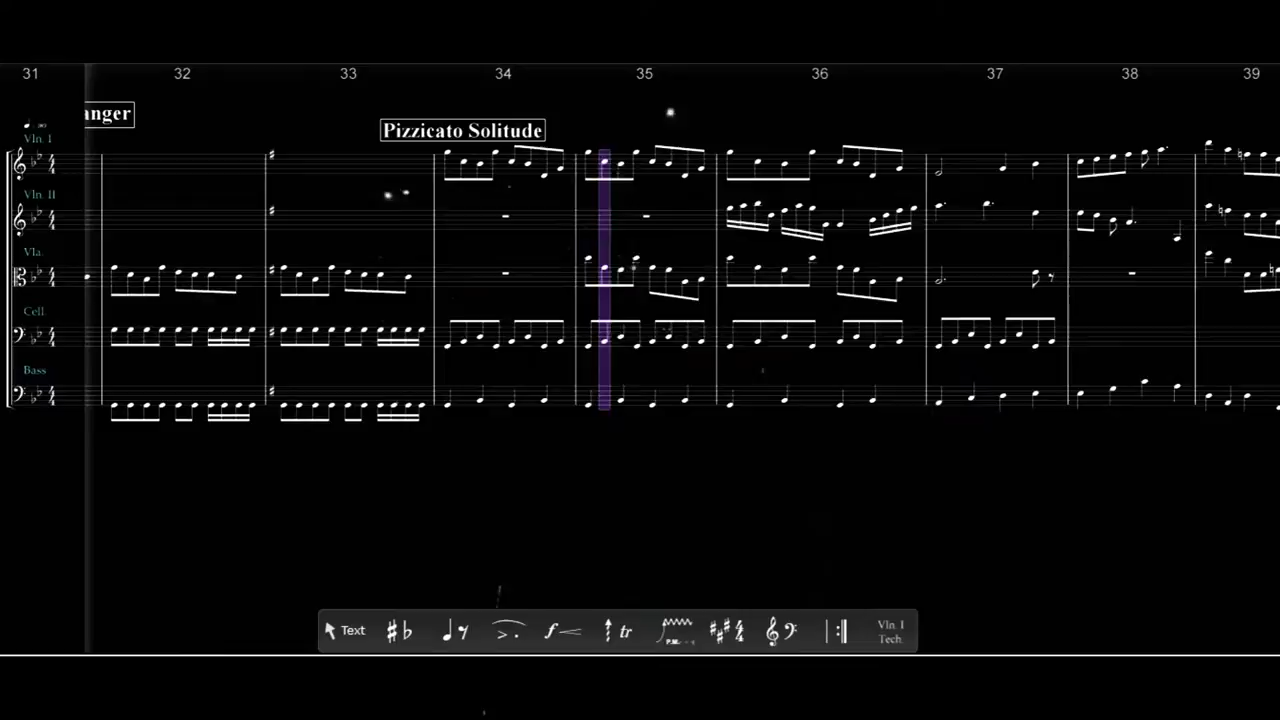 31 32 33 34 35 36 37 38 39
anger
Pizzicato Solitude
Vln. I
Vln. II
Vla.
Cell
Bass
Text
f
tr
P.M.
Vln. I
Tech.